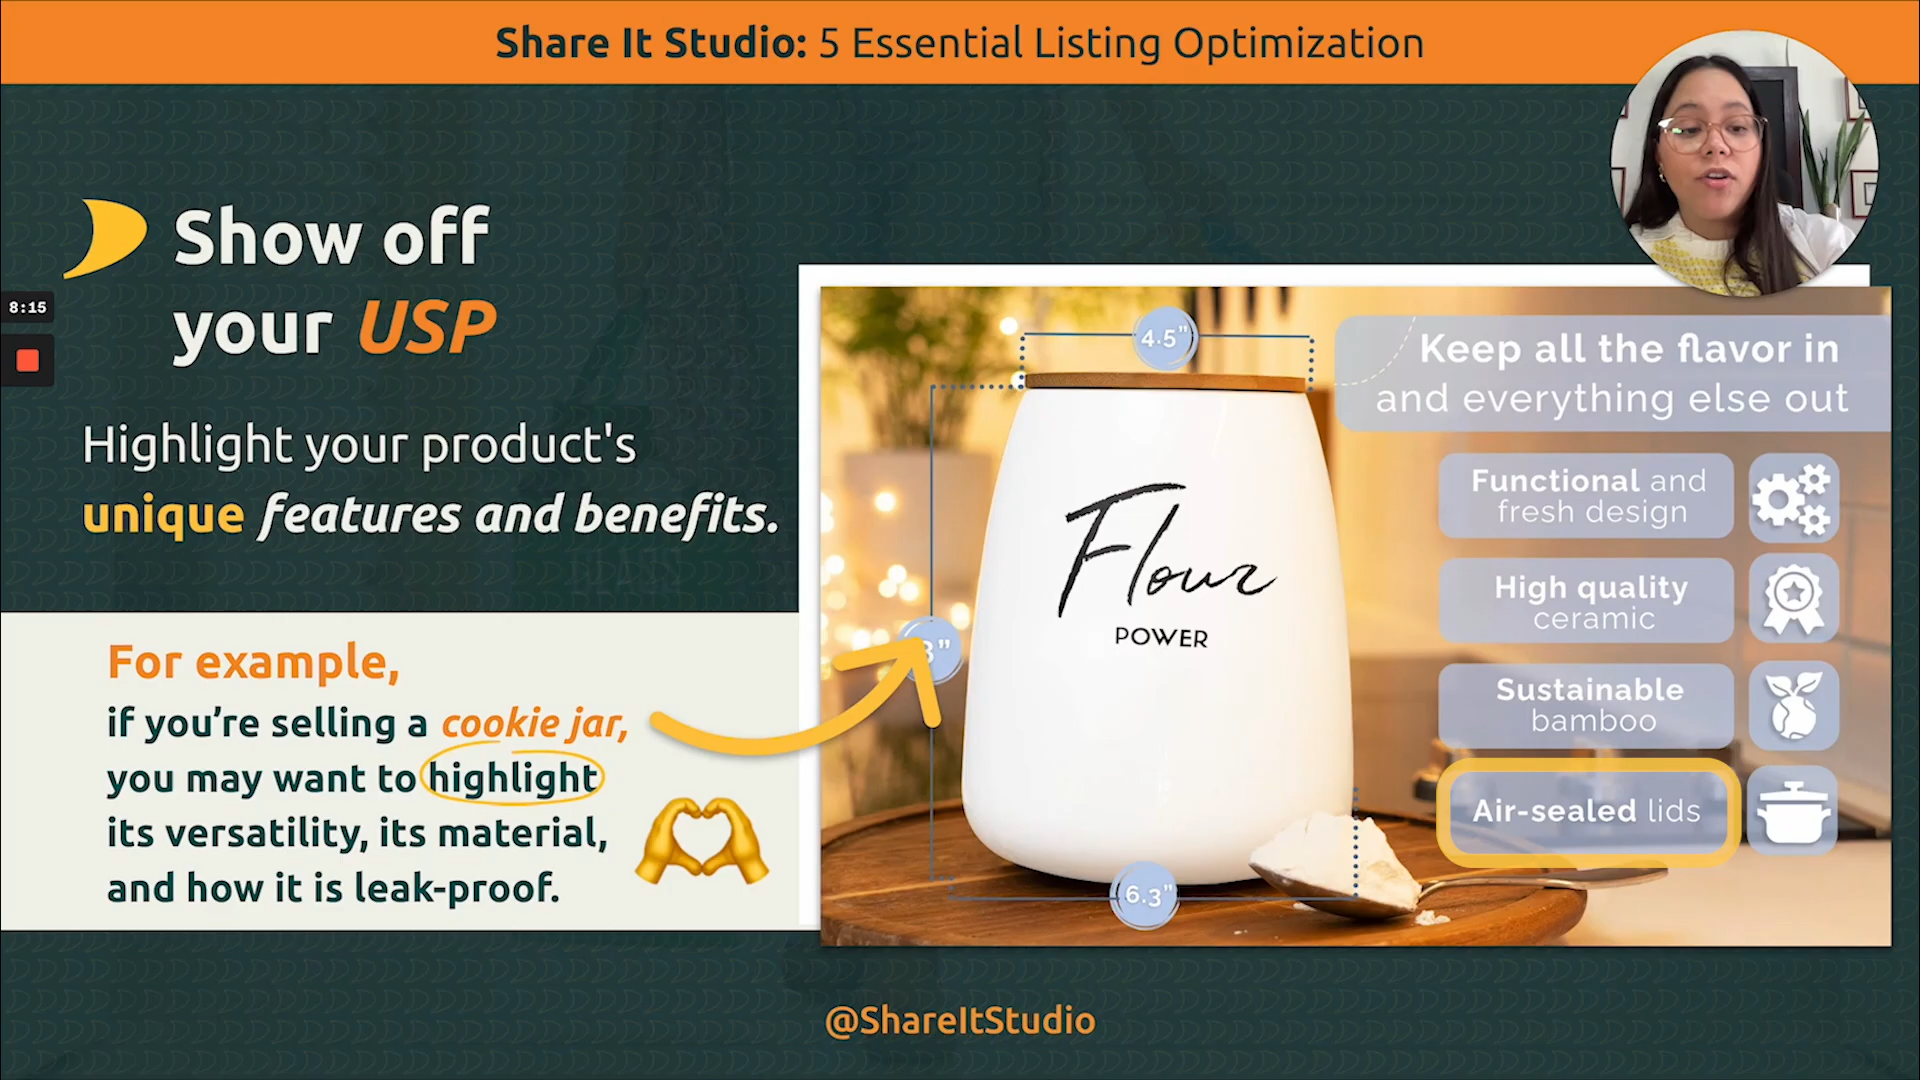 Share It Studio: 5 Essential Listing Optimization
Show off
your USP
8:15
Highlight your product's
unique features and benefits.
For example,
if you’re selling a cookie jar,
you may want to highlight
its versatility, its material,
and how it is leak-proof.
4.5"
Keep all the flavor in
and everything else out
Flour
POWER
Functional and
fresh design
High quality
ceramic
Sustainable
bamboo
Air-sealed lids
6.3"
@ShareItStudio